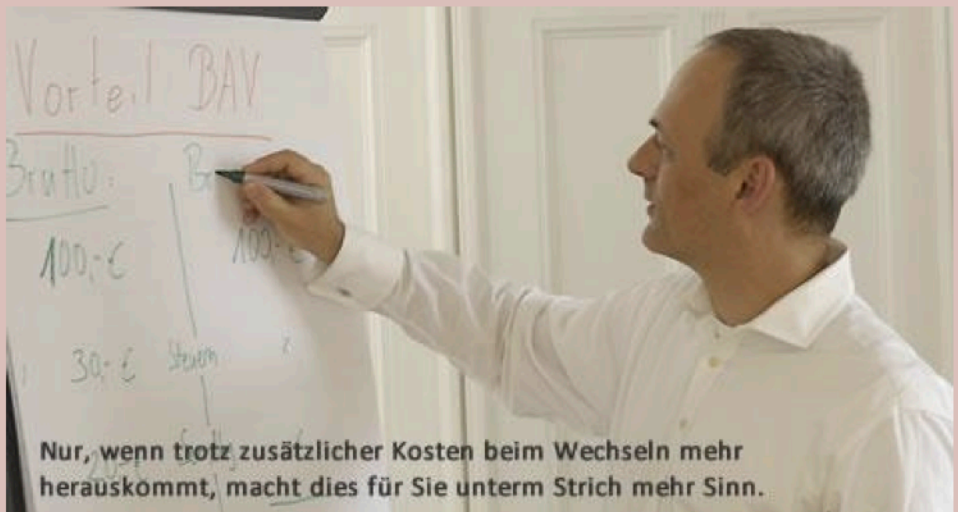 Vorteil BAV
Brutto:
100,-€ 100,-€
30,-€ Steuern
Nur, wenn trotz zusätzlicher Kosten beim Wechseln mehr
herauskommt, macht dies für Sie unterm Strich mehr Sinn.